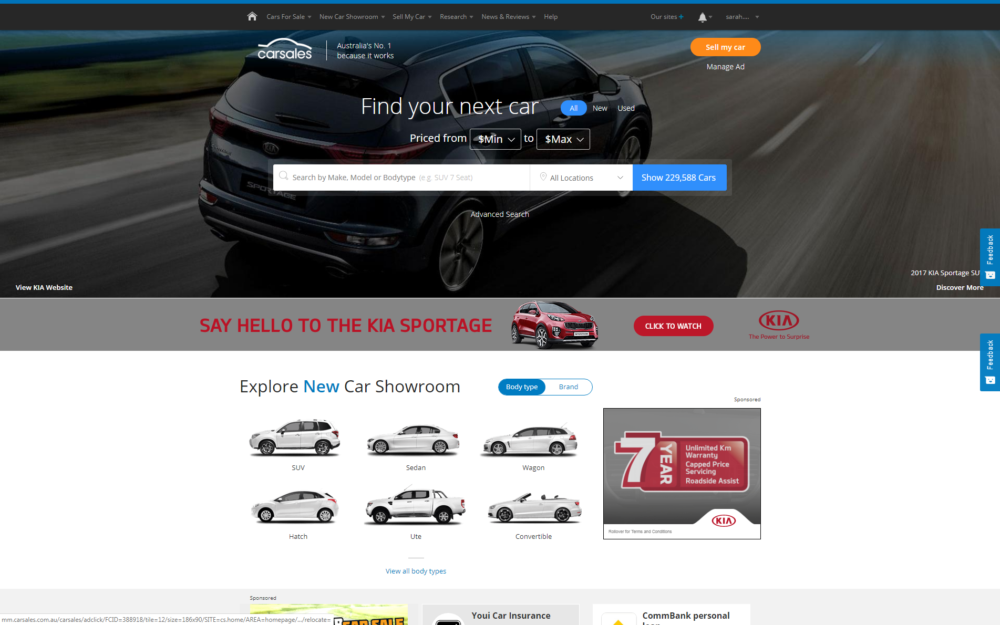 Cars For Sale
New Car Showroom
Sell My Car
Research
News & Reviews
Help
Our sites +
sarah....
carsales
Australia's No. 1
because it works
Sell my car
Manage Ad
Find your next car
All
New
Used
Priced from $Min to $Max
Search by Make, Model or Bodytype (e.g. SUV 7 Seat)
All Locations
Show 229,588 Cars
SPORTAGE
Advanced Search
Feedback
2017 KIA Sportage SU
View KIA Website
Discover More
SAY HELLO TO THE KIA SPORTAGE
SPORTAGE
CLICK TO WATCH
KIA
The Power to Surprise
Feedback
Explore New Car Showroom
Body type
Brand
Sponsored
SUV
Sedan
Wagon
7 YEAR
Unlimited Km
Warranty
Capped Price
Servicing
Roadside Assist
KIA
Rollover for Terms and Conditions
Hatch
Ute
Convertible
View all body types
Sponsored
Youi Car Insurance
CommBank personal
mm.carsales.com.au/carsales/adclick/FCID=388918/tile=12/size=186x90/SITE=cs.home/AREA=homepage/.../relocate=
CAR SALE